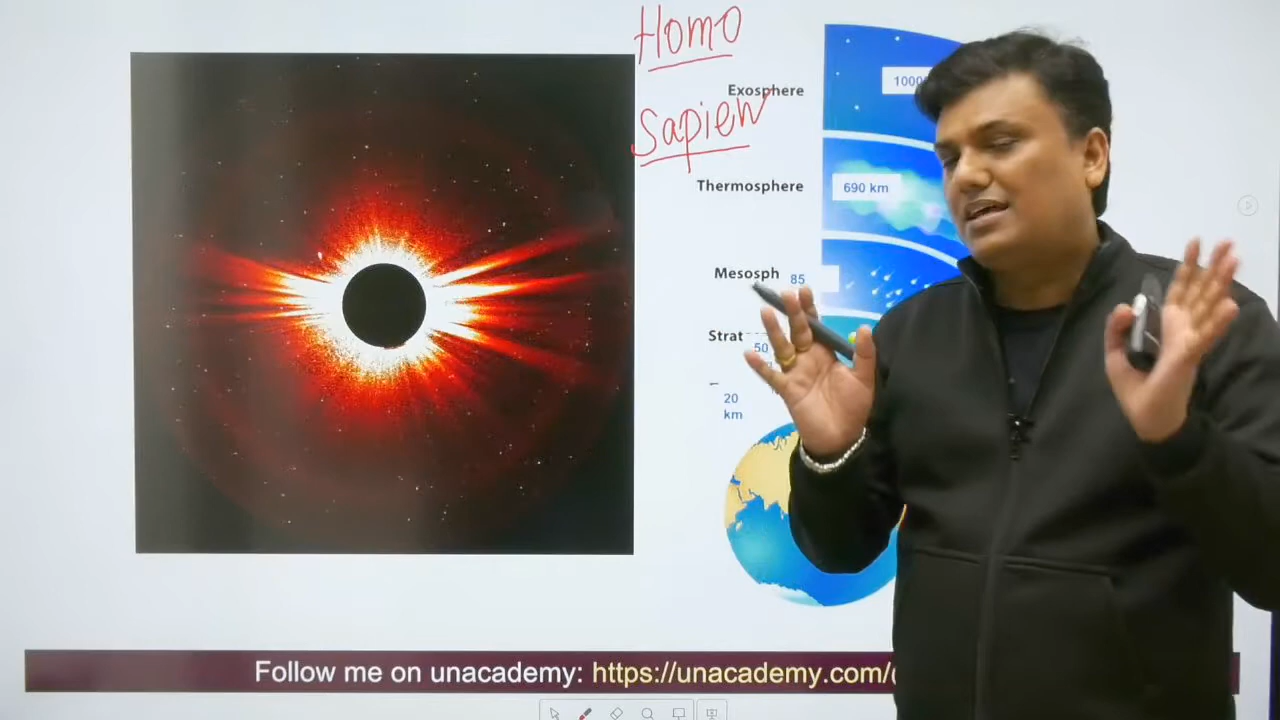 Homo
Sapien
Exosphere
Thermosphere
690 km
Mesosph
85
Strat
50
20
km
Follow me on unacademy: https://unacademy.com/